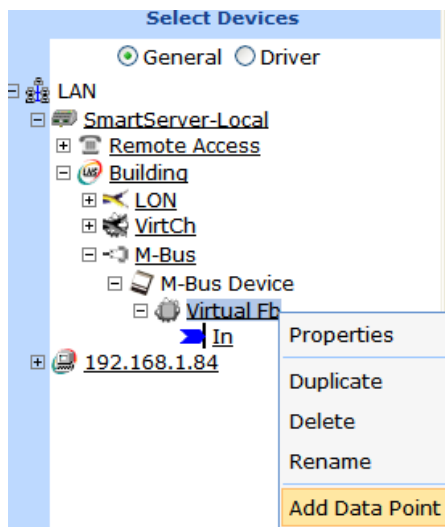 Select Devices
General Driver
LAN
SmartServer-Local
Remote Access
LNS Building
LON
VirtCh
M-Bus
M-Bus Device
Virtual Fb
In
192.168.1.84
Properties
Duplicate
Delete
Rename
Add Data Point